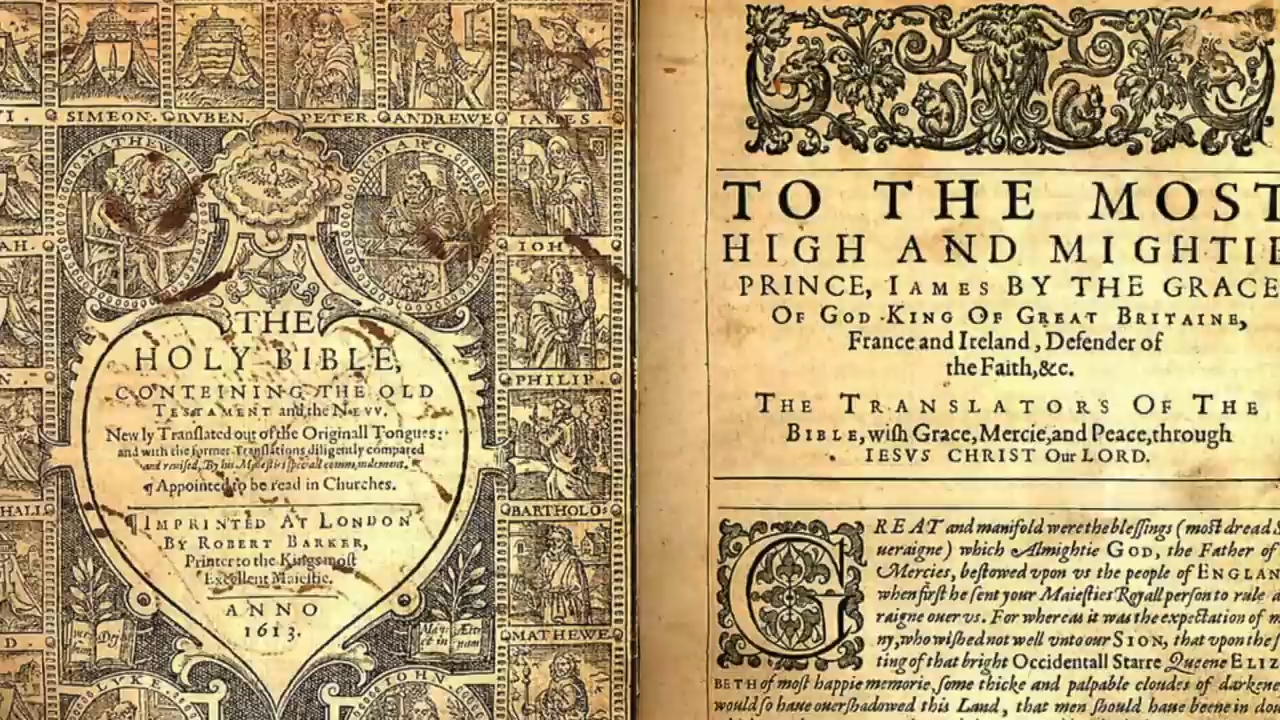 SIMEON. RVBEN. PETER ANDREWE IAMES
MATHEW.
MARC
IOH
THE
HOLY BIBLE,
CONTEINING THE OLD
TESTAMENT and the NEVV.
Newly Translated out of the Originall Tongues:
and with the former Translations diligently compared
and reuised, By his Maiesties speciall commandement.
¶ Appointed to be read in Churches.
¶ IMPRINTED AT LONDON
BY ROBERT BARKER,
Printer to the Kings most
Excellent Maiestie.
ANNO
1613.
PHILIP.
BARTHOLO:
MATHEWE
LVKE
IOHN
TO THE MOST
HIGH AND MIGHTIE
PRINCE, IAMES BY THE GRACE
OF GOD KING OF GREAT BRITAINE,
France and Ireland, Defender of
the Faith,&c.
THE TRANSLATORS OF THE
BIBLE, wish Grace, Mercie, and Peace, through
IESVS CHRIST Our LORD.
GREAT and manifold were the blessings (most dread S
ueraigne) which Almightie GOD, the Father of
Mercies, bestowed vpon vs the people of ENGLAN
when first he sent your Maiesties Royall person to rule a
raigne ouer vs. For whereas it was the expectation of m
ny, who wished not well vnto our SION, that vpon the s
ting of that bright Occidentall Starre Queene ELIZ
BETH of most happie memorie, some thicke and palpable clouds of darkene
would so haue ouershadowed this Land, that men should haue beene in dou